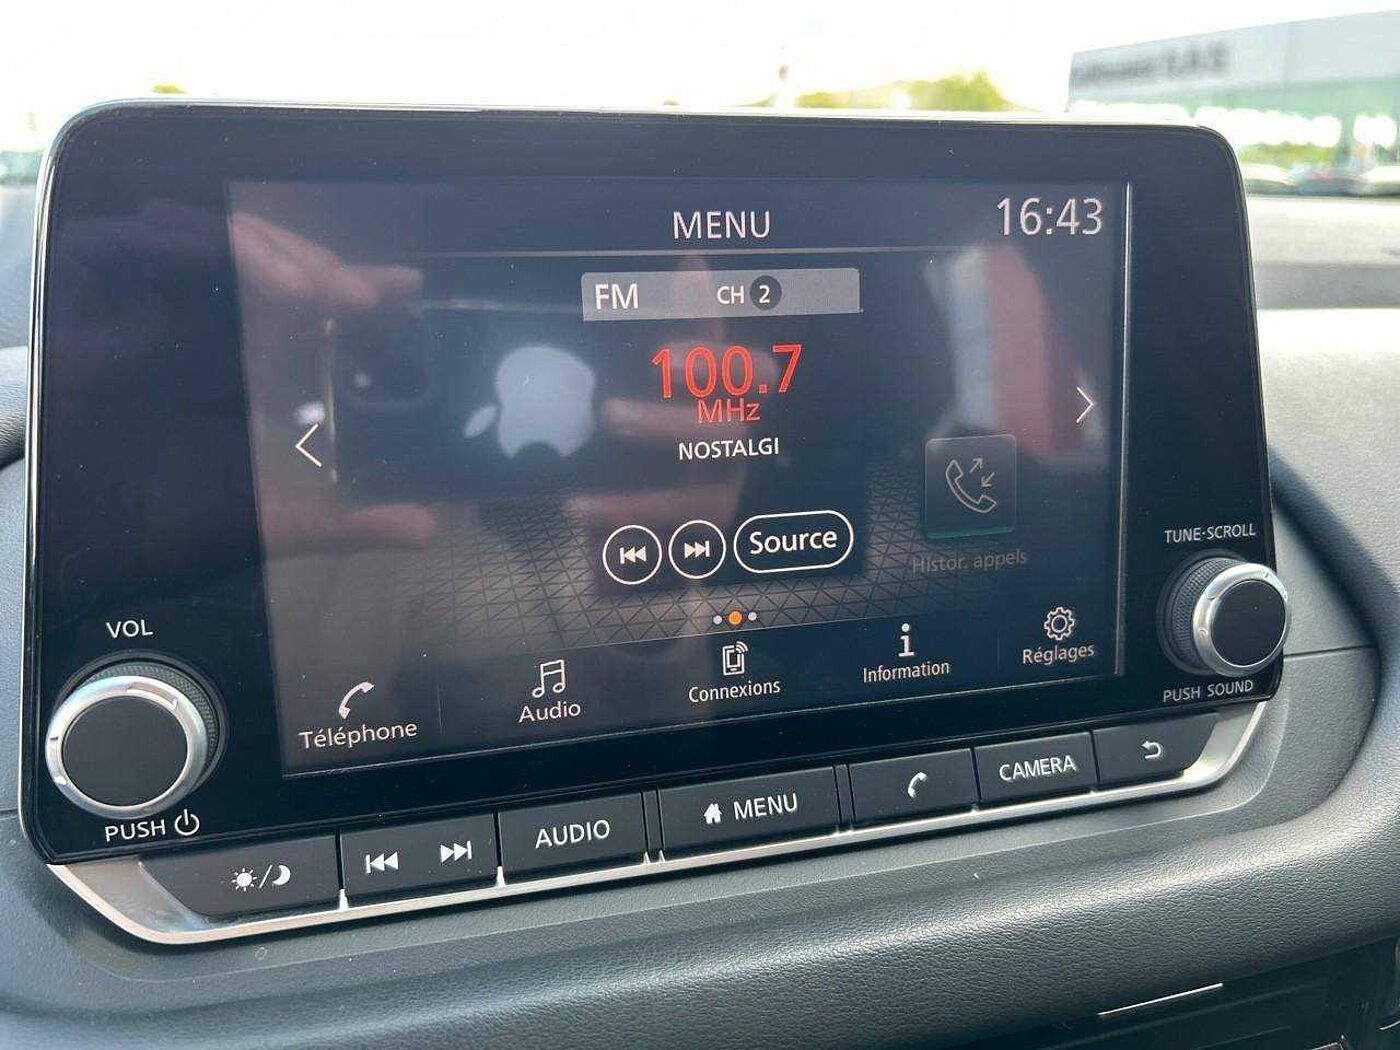 MENU
16:43
FM CH 2
100.7
MHz
NOSTALGI
Source
Histor. appels
Téléphone
Audio
Connexions
Information
Réglages
VOL
PUSH
TUNE·SCROLL
PUSH SOUND
AUDIO
MENU
CAMERA